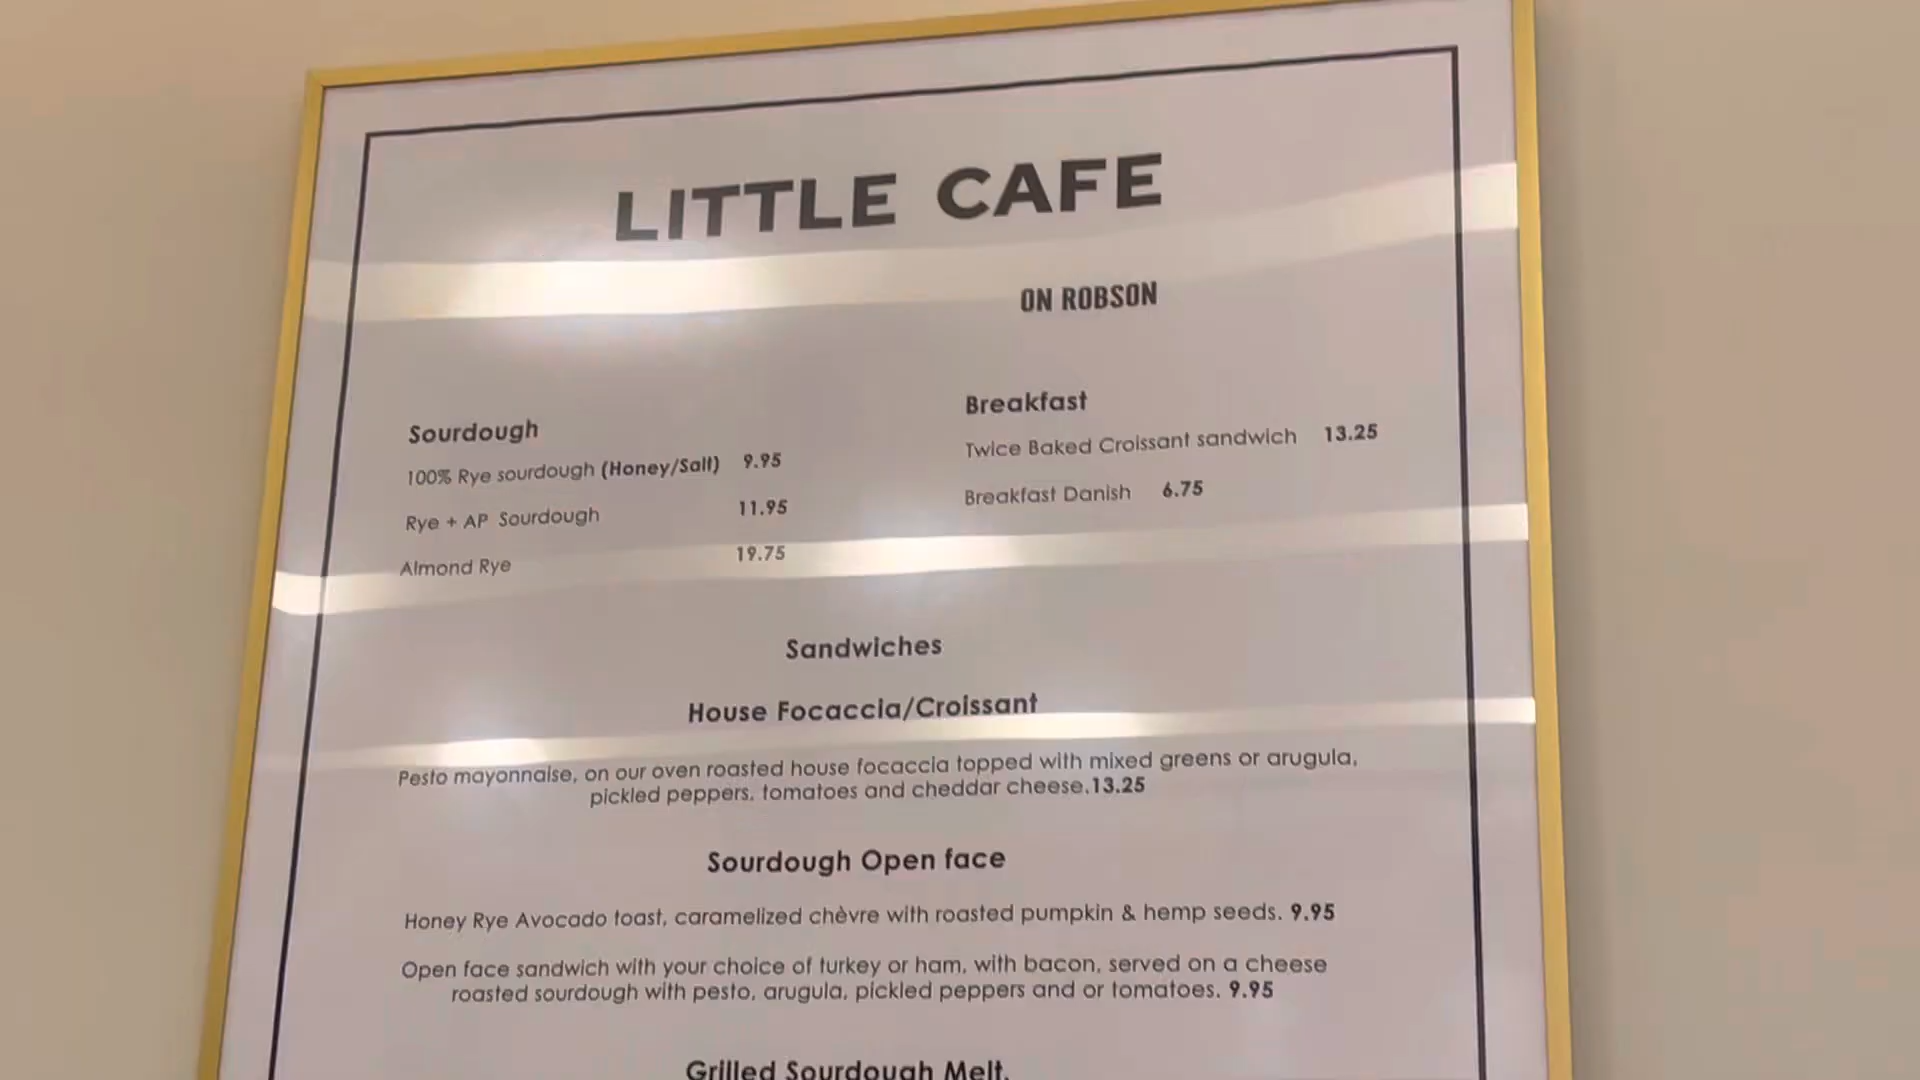 LITTLE CAFE
ON ROBSON
Sourdough
100% Rye sourdough (Honey/Salt) 9.95
Rye + AP Sourdough 11.95
Almond Rye 19.75
Breakfast
Twice Baked Croissant sandwich 13.25
Breakfast Danish 6.75
Sandwiches
House Focaccia/Croissant
Pesto mayonnaise, on our oven roasted house focaccia topped with mixed greens or arugula,
pickled peppers, tomatoes and cheddar cheese.13.25
Sourdough Open face
Honey Rye Avocado toast, caramelized chèvre with roasted pumpkin & hemp seeds. 9.95
Open face sandwich with your choice of turkey or ham, with bacon, served on a cheese
roasted sourdough with pesto, arugula, pickled peppers and or tomatoes. 9.95
Grilled Sourdough Melt.